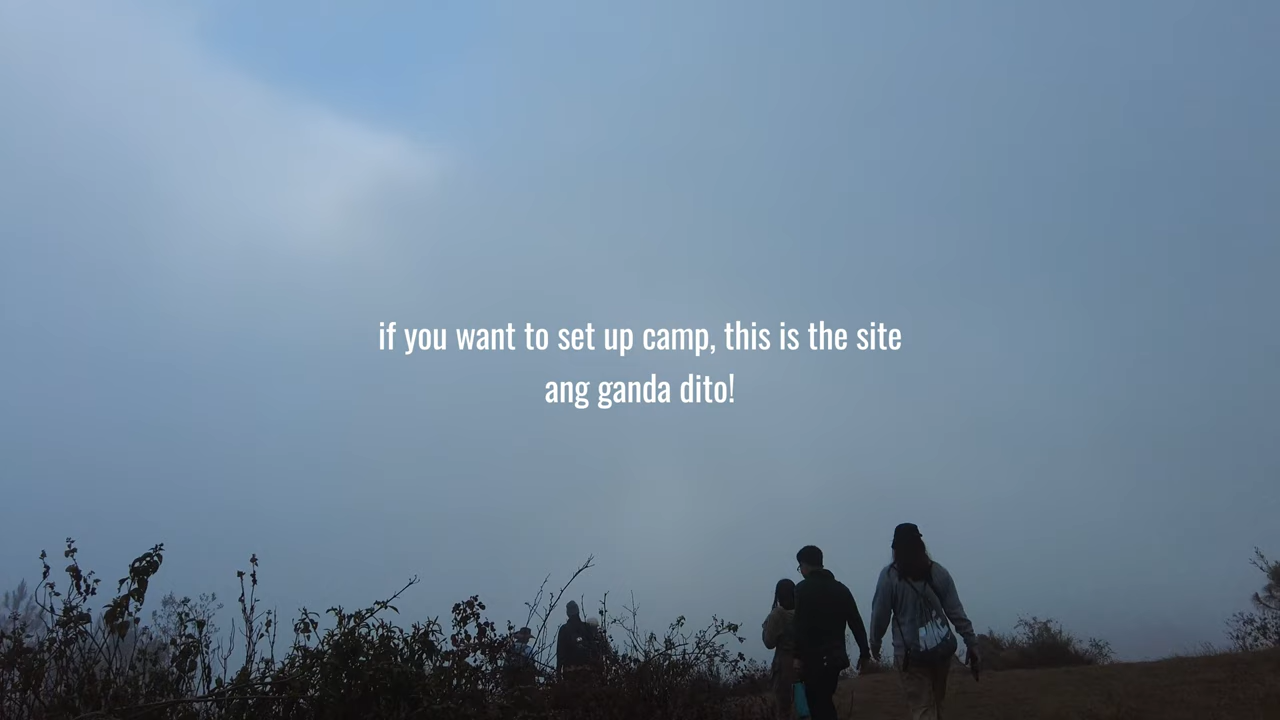 if you want to set up camp, this is the site
ang ganda dito!